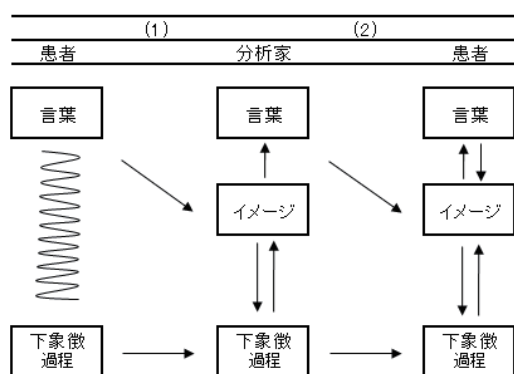 (1) (2)
患者 分析家 患者
言葉 言葉 言葉
イメージ イメージ
下象徴 下象徴 下象徴
過程 過程 過程